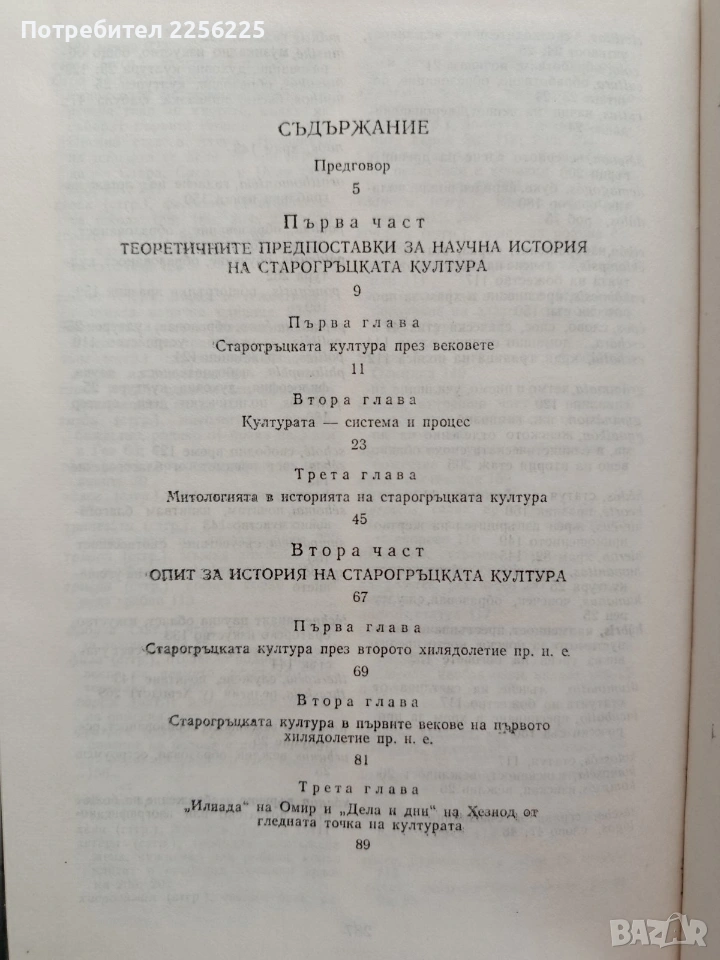 Потребител 2256225
СЪДЪРЖАНИЕ
Предговор
5
Първа част
ТЕОРЕТИЧНИТЕ ПРЕДПОСТАВКИ ЗА НАУЧНА ИСТОРИЯ
НА СТАРОГРЪЦКАТА КУЛТУРА
9
Първа глава
Старогръцката култура през вековете
11
Втора глава
Културата — система и процес
23
Трета глава
Митологията в историята на старогръцката култура
45
Втора част
ОПИТ ЗА ИСТОРИЯ НА СТАРОГРЪЦКАТА КУЛТУРА
67
Първа глава
Старогръцката култура през второто хилядолетие пр. н. е.
69
Втора глава
Старогръцката култура в първите векове на първото
хилядолетие пр. н. е.
81
Трета глава
„Илиада“ на Омир и „Дела и дни“ на Хезиод от
гледната точка на културата
89
BAZAR